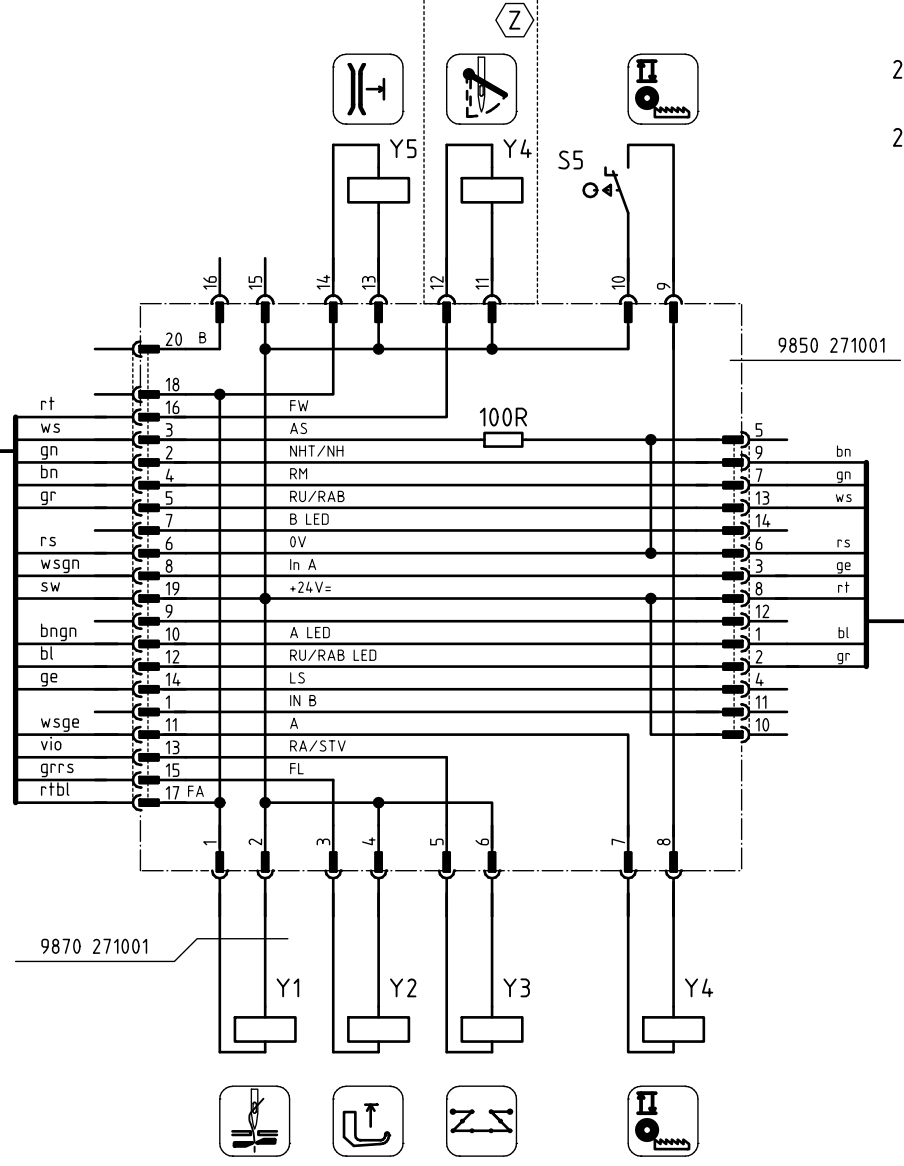 Z
2
2
Y5
Y4
S5
16
15
14
13
12
11
10
9
20 B
9850 271001
18
rt
16
FW
100R
ws
3
AS
5
gn
2
NHT/NH
9
bn
bn
4
RM
7
gn
gr
5
RU/RAB
13
ws
7
B LED
14
rs
6
0V
6
rs
wsgn
8
In A
3
ge
sw
19
+24V=
8
rt
9
12
bngn
10
A LED
1
bl
bl
12
RU/RAB LED
2
gr
ge
14
LS
4
1
IN B
11
wsge
11
A
10
vio
13
RA/STV
grrs
15
FL
rtbl
17 FA
1
2
3
4
5
6
7
8
9870 271001
Y1
Y2
Y3
Y4